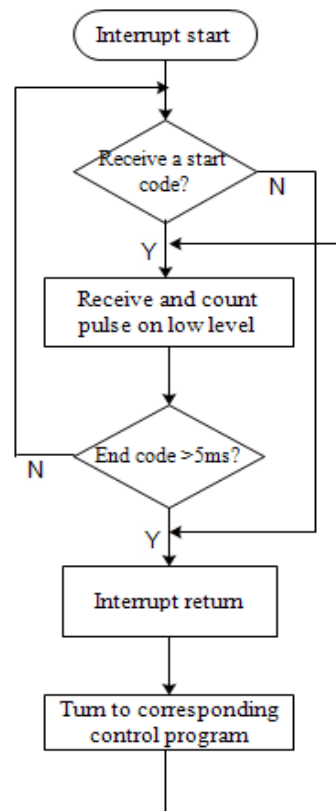 Interrupt start
Receive a start
code?
N
Y
Receive and count
pulse on low level
End code >5ms?
N
Y
Interrupt return
Turn to corresponding
control program